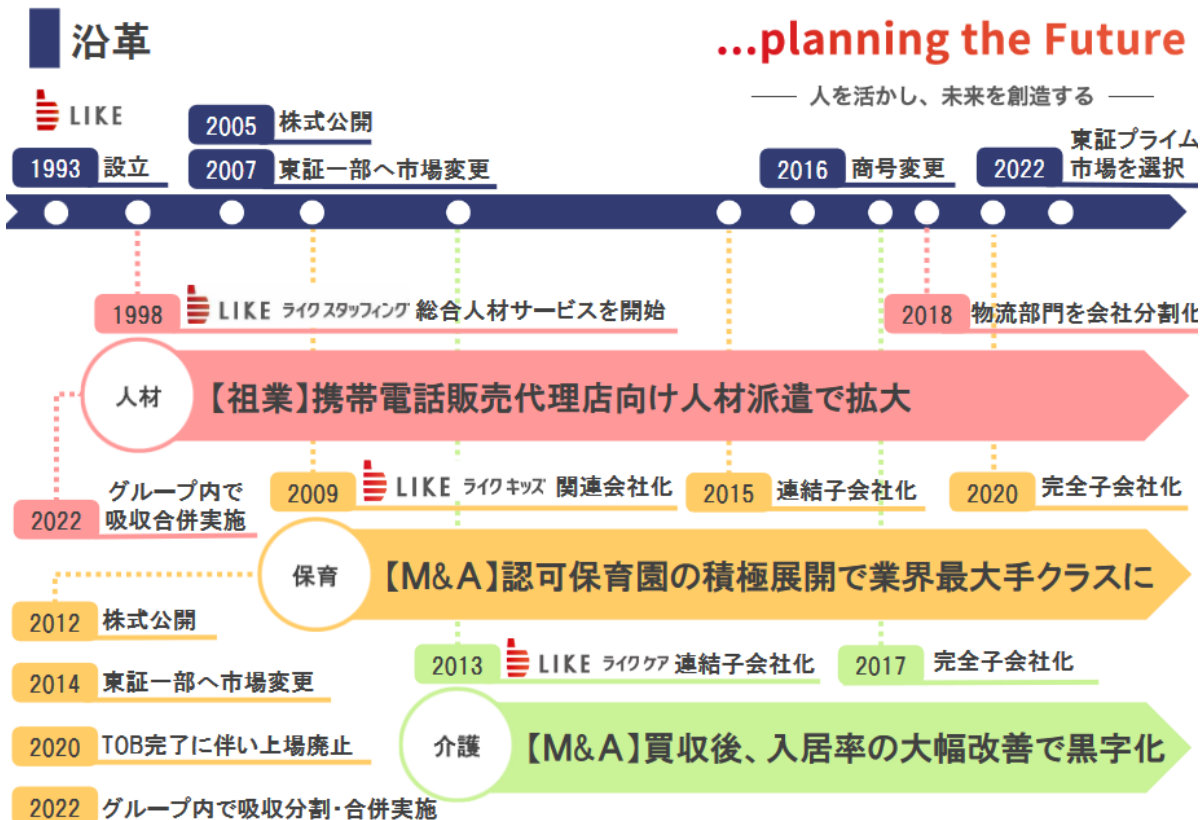 沿革
...planning the Future
人を活かし、未来を創造する
LIKE
1993 設立
2005 株式公開
2007 東証一部へ市場変更
2016 商号変更
2022 東証プライム
市場を選択
1998 LIKE ライクスタッフィング 総合人材サービスを開始
2018 物流部門を会社分割化
人材
【祖業】携帯電話販売代理店向け人材派遣で拡大
2022 グループ内で
吸収合併実施
2009 LIKE ライクキッズ 関連会社化
2015 連結子会社化
2020 完全子会社化
保育
【M&A】認可保育園の積極展開で業界最大手クラスに
2012 株式公開
2014 東証一部へ市場変更
2020 TOB完了に伴い上場廃止
2022 グループ内で吸収分割・合併実施
2013 LIKE ライクケア 連結子会社化
2017 完全子会社化
介護
【M&A】買収後、入居率の大幅改善で黒字化